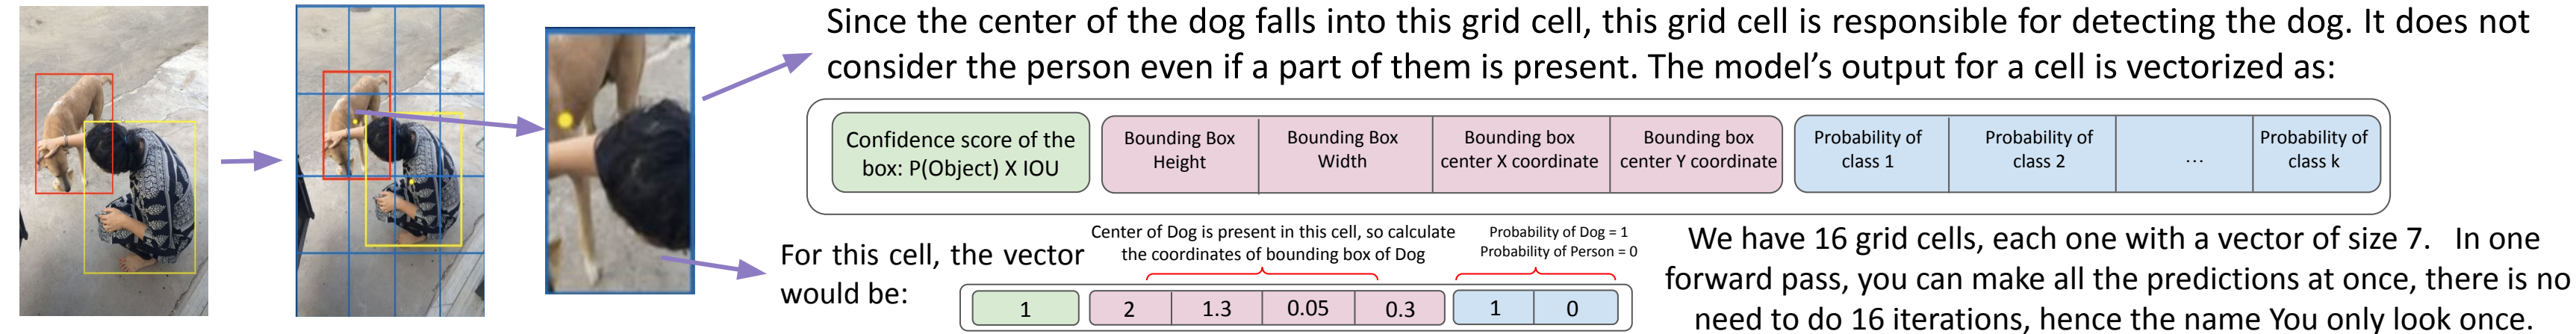 Since the center of the dog falls into this grid cell, this grid cell is responsible for detecting the dog. It does not
consider the person even if a part of them is present. The model’s output for a cell is vectorized as:
Confidence score of the
box: P(Object) X IOU
Bounding Box
Height
Bounding Box
Width
Bounding box
center X coordinate
Bounding box
center Y coordinate
Probability of
class 1
Probability of
class 2
...
Probability of
class k
For this cell, the vector
would be:
Center of Dog is present in this cell, so calculate
the coordinates of bounding box of Dog
Probability of Dog = 1
Probability of Person = 0
1 2 1.3 0.05 0.3 1 0
We have 16 grid cells, each one with a vector of size 7. In one
forward pass, you can make all the predictions at once, there is no
need to do 16 iterations, hence the name You only look once.